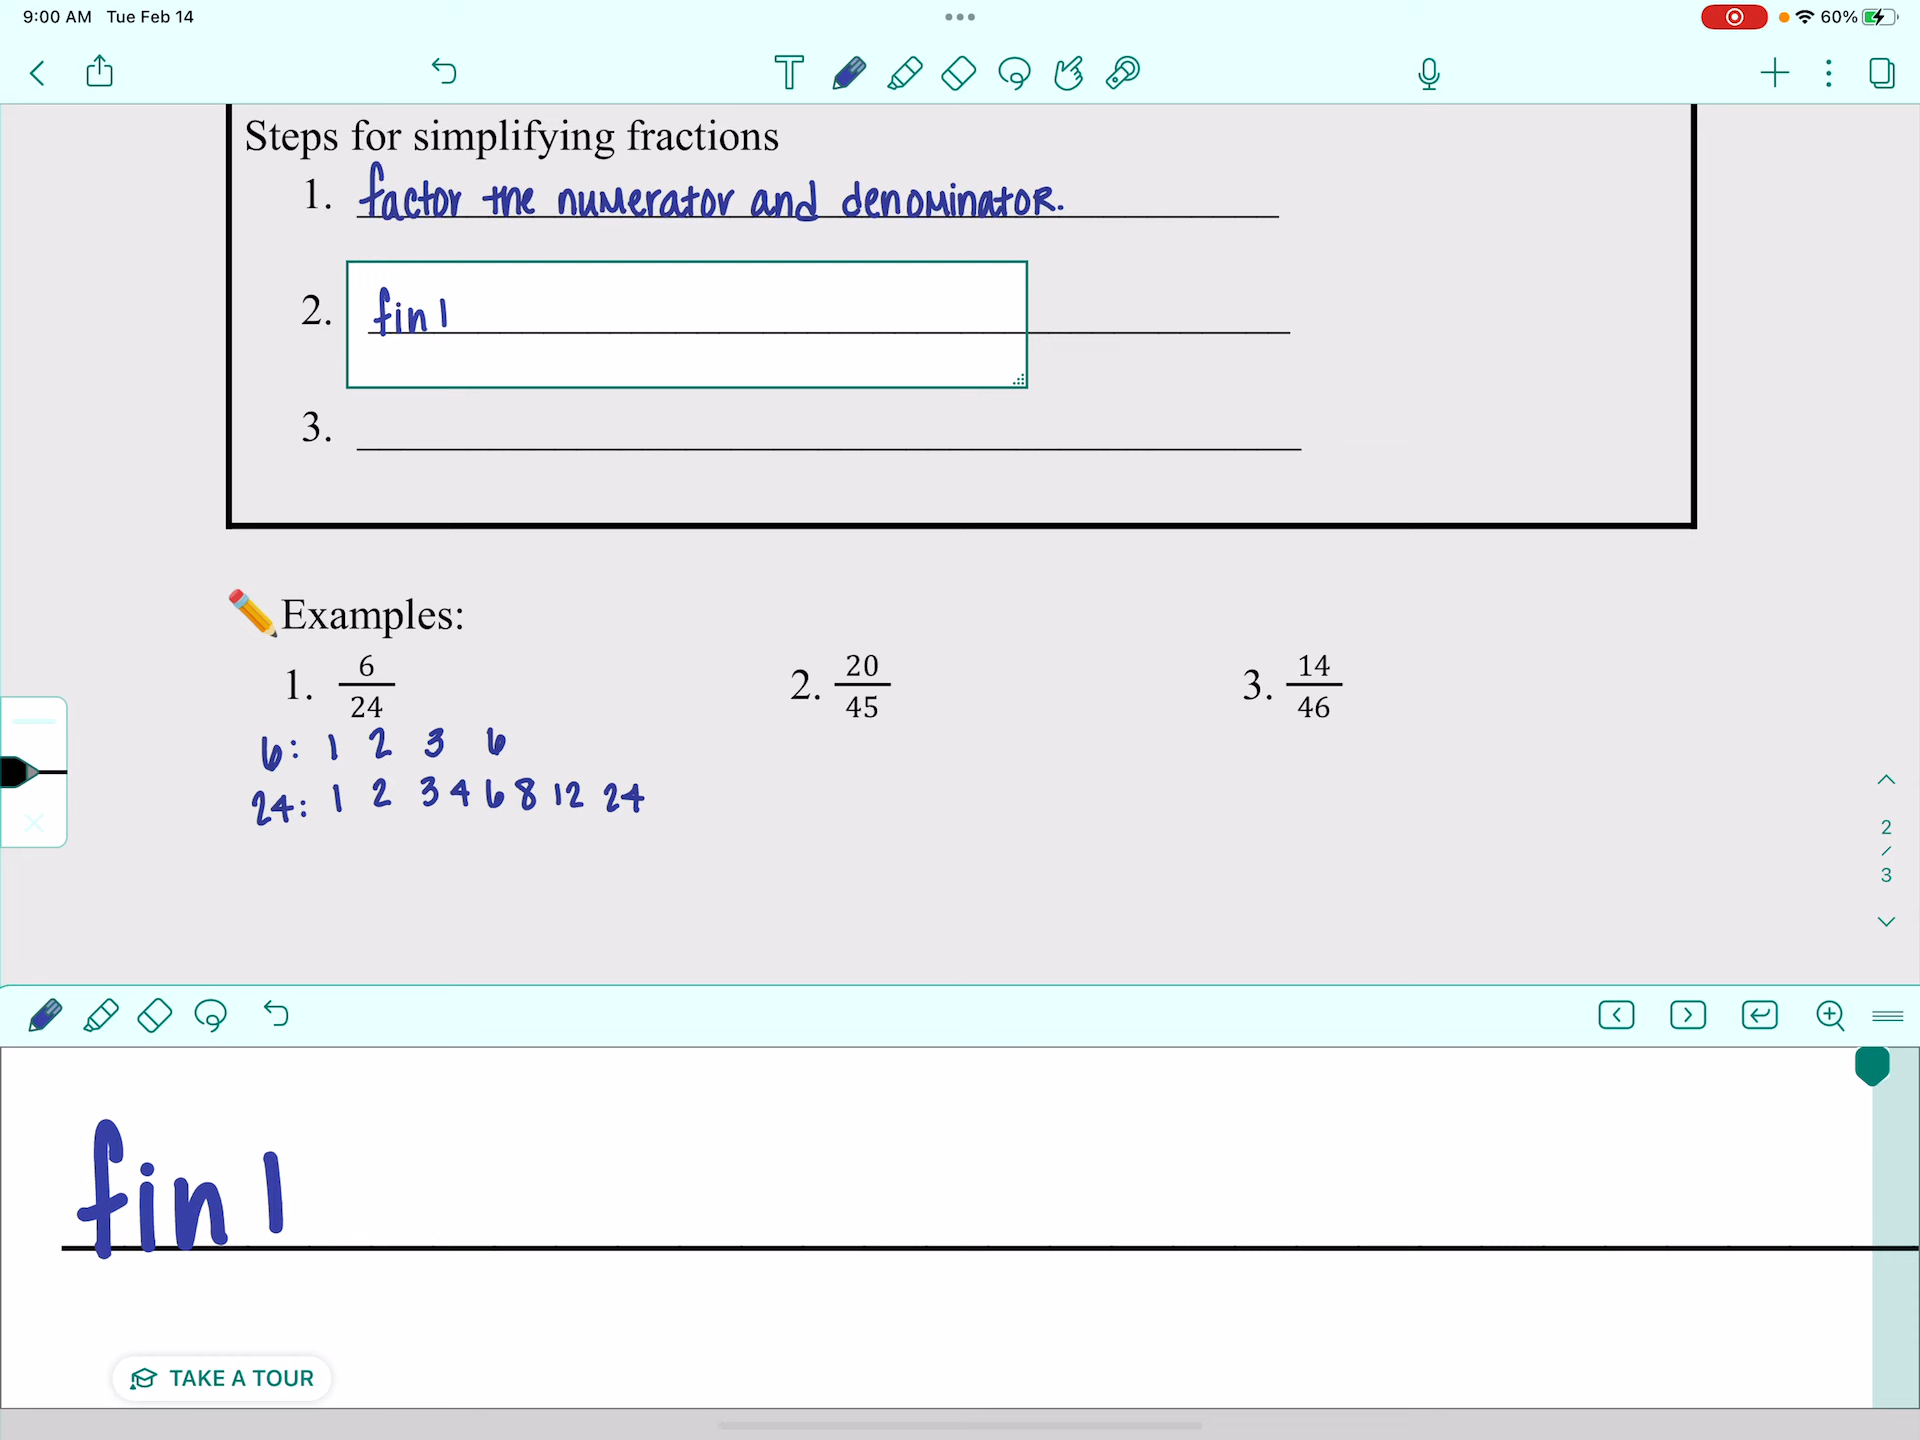 9:00 AM Tue Feb 14
60%
Steps for simplifying fractions
1. factor the numerator and denominator.
2. fin l
3.
Examples:
1. 6/24
2. 20/45
3. 14/46
6: 1 2 3 6
24: 1 2 3 4 6 8 12 24
2
/
3
fin l
TAKE A TOUR